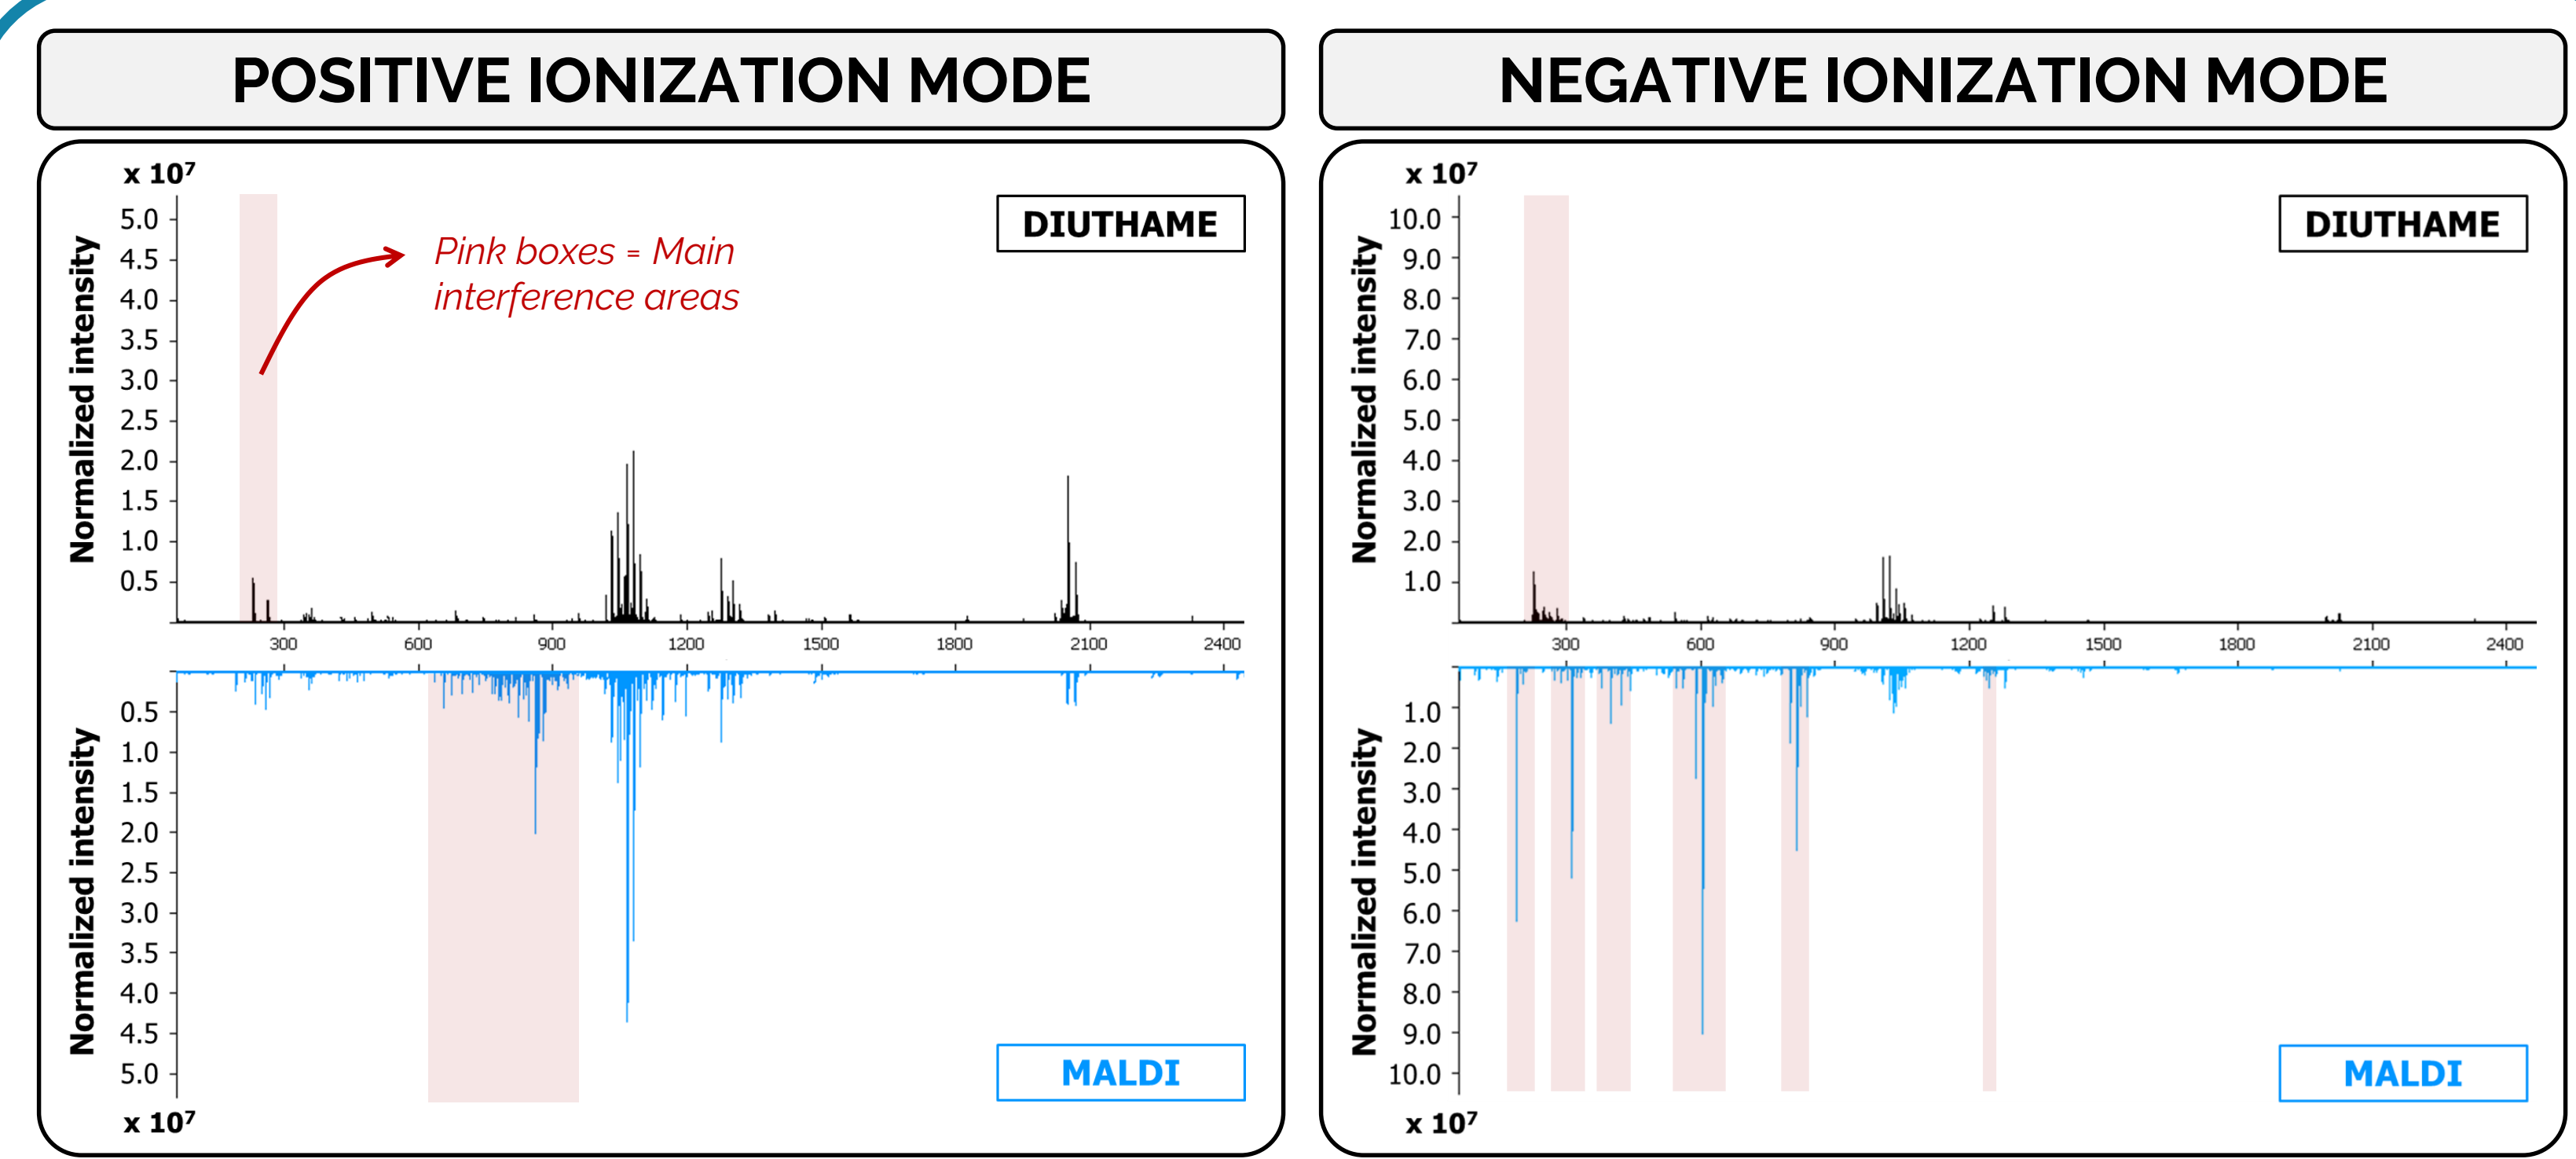 POSITIVE IONIZATION MODE
x 10⁷
DIUTHAME
Pink boxes = Main
interference areas
Normalized intensity
5.0
4.5
4.0
3.5
3.0
2.5
2.0
1.5
1.0
0.5
300 600 900 1200 1500 1800 2100 2400
Normalized intensity
0.5
1.0
1.5
2.0
2.5
3.0
3.5
4.0
4.5
5.0
MALDI
x 10⁷
NEGATIVE IONIZATION MODE
x 10⁷
DIUTHAME
Normalized intensity
10.0
9.0
8.0
7.0
6.0
5.0
4.0
3.0
2.0
1.0
300 600 900 1200 1500 1800 2100 2400
Normalized intensity
1.0
2.0
3.0
4.0
5.0
6.0
7.0
8.0
9.0
10.0
MALDI
x 10⁷